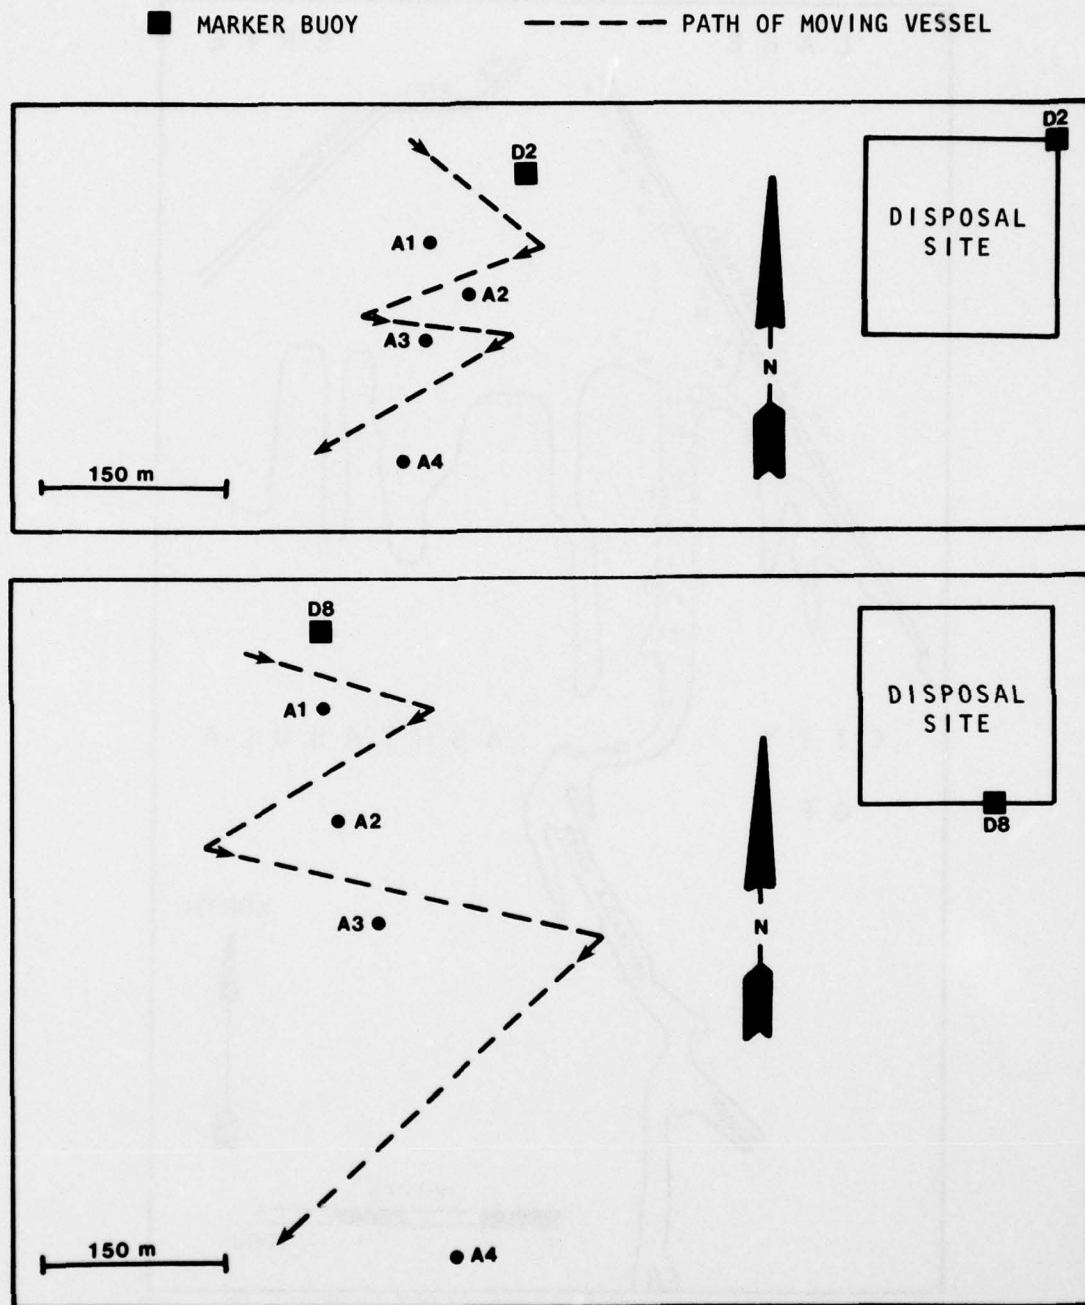 MARKER BUOY
PATH OF MOVING VESSEL
D2
D2
A1
DISPOSAL
SITE
A2
A3
N
A4
150 m
D8
A1
DISPOSAL
SITE
A2
D8
A3
N
150 m
A4